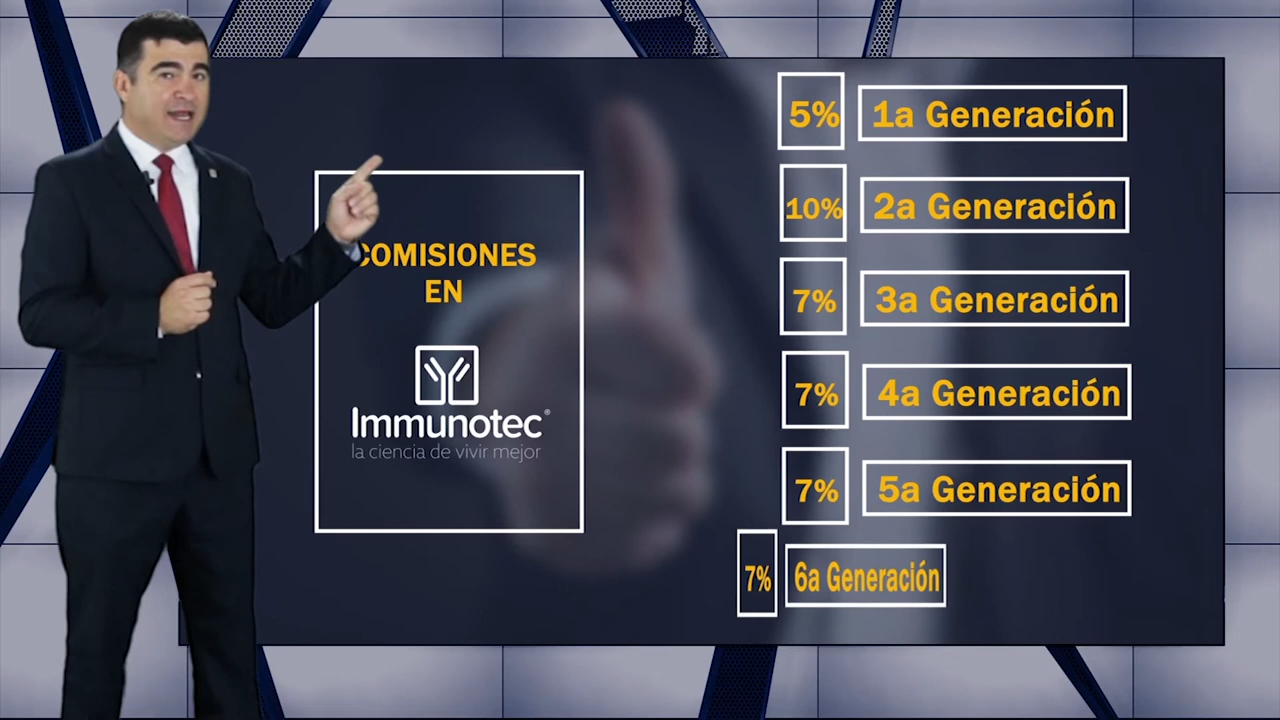 COMISIONES
EN
Immunotec®
la ciencia de vivir mejor
5% 1a Generación
10% 2a Generación
7% 3a Generación
7% 4a Generación
7% 5a Generación
7% 6a Generación